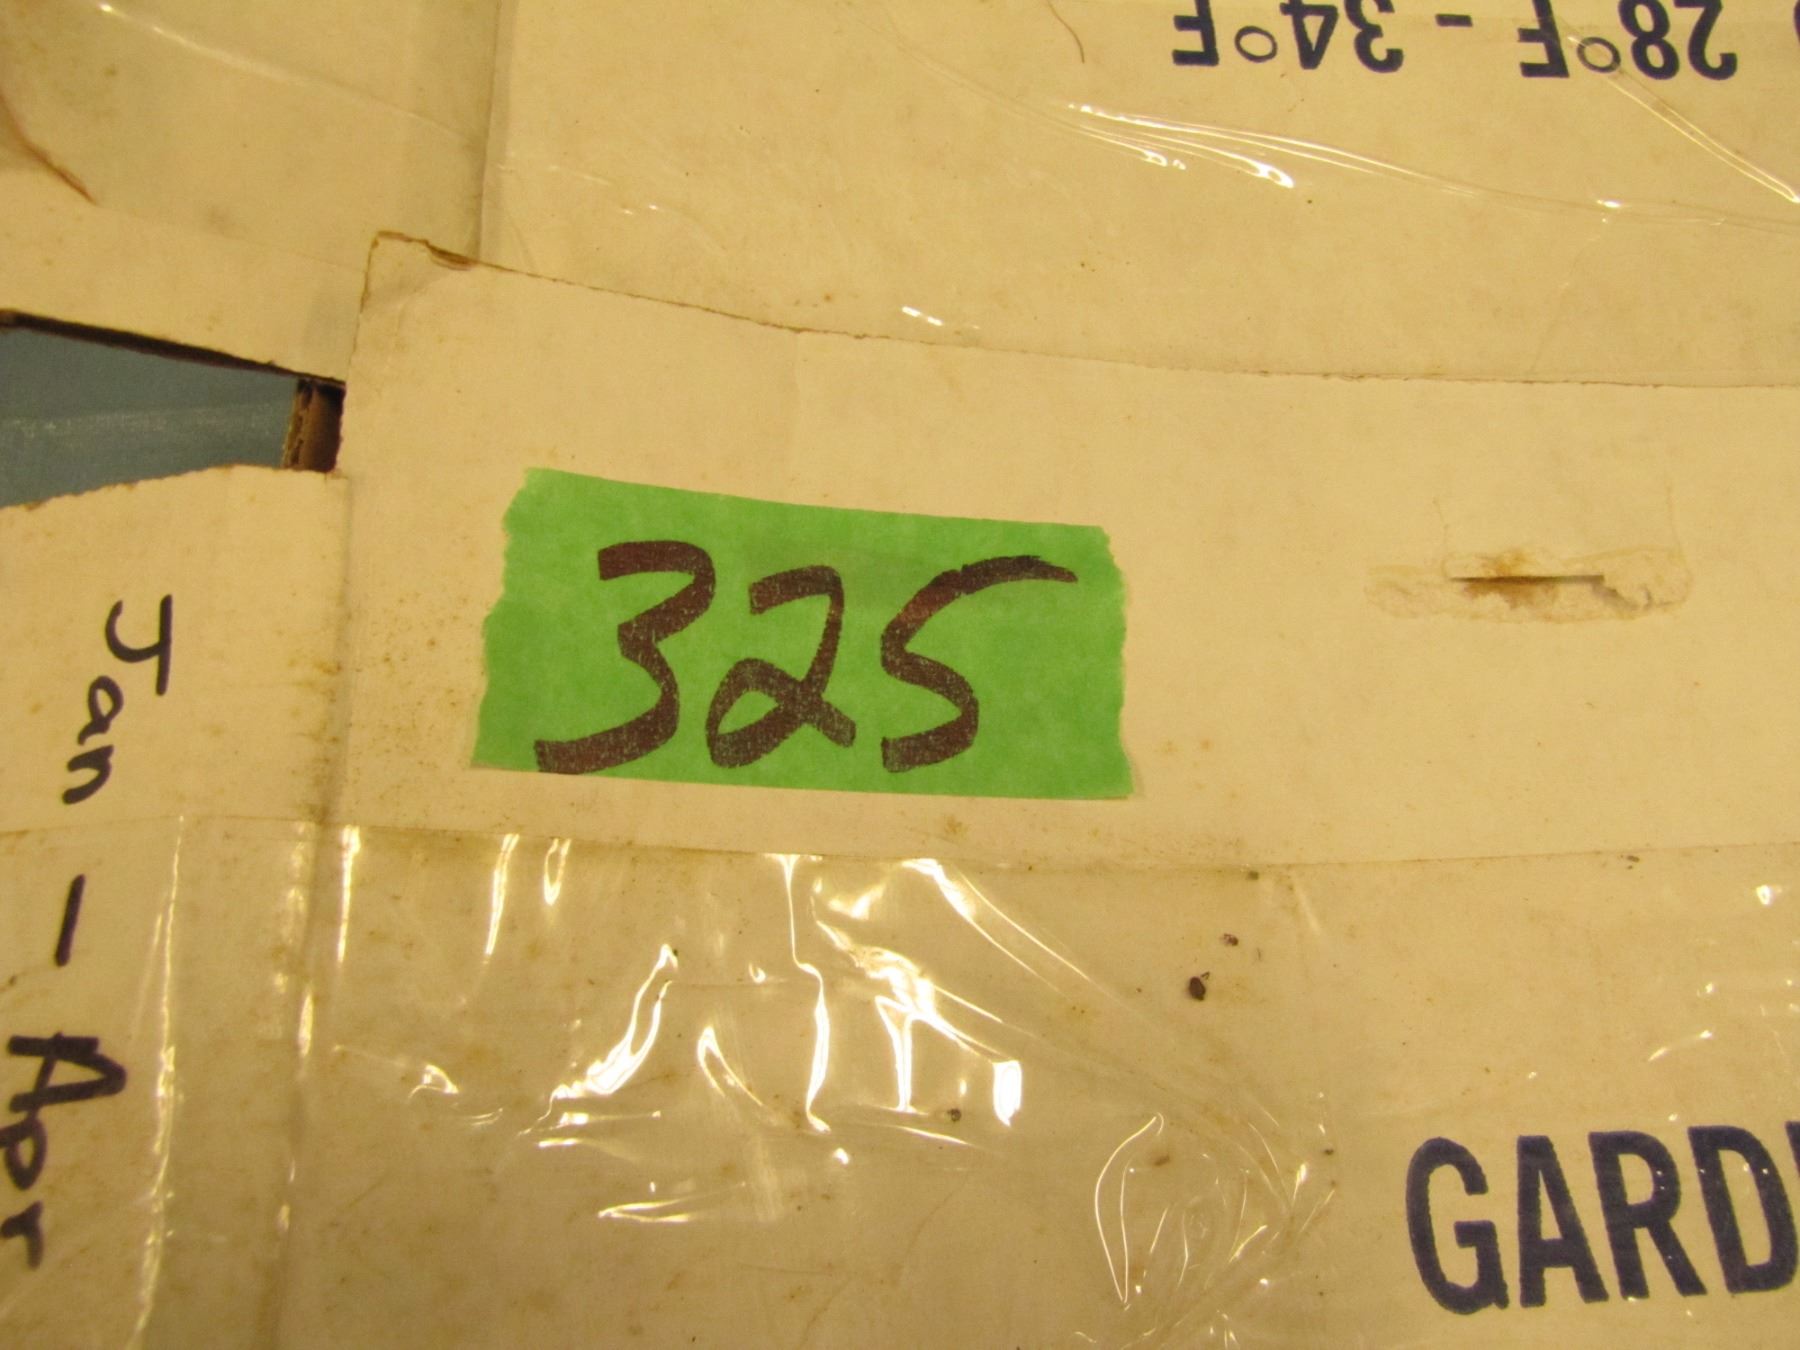 28°F - 34°F
325
Jan - Apr
GARD